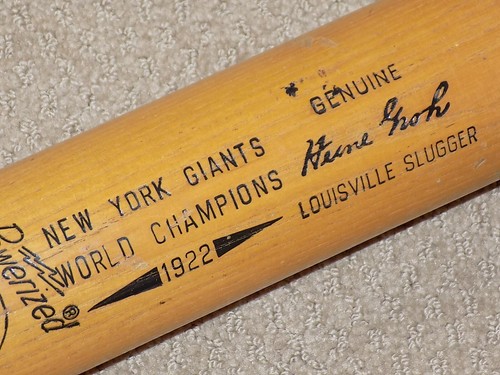 Powerized®
NEW YORK GIANTS
WORLD CHAMPIONS
1922
GENUINE
Heine Groh
LOUISVILLE SLUGGER